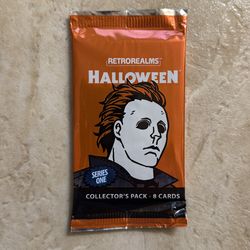 RETROREALMS
HALLOWEEN
SERIES
ONE
COLLECTOR'S PACK - 8 CARDS